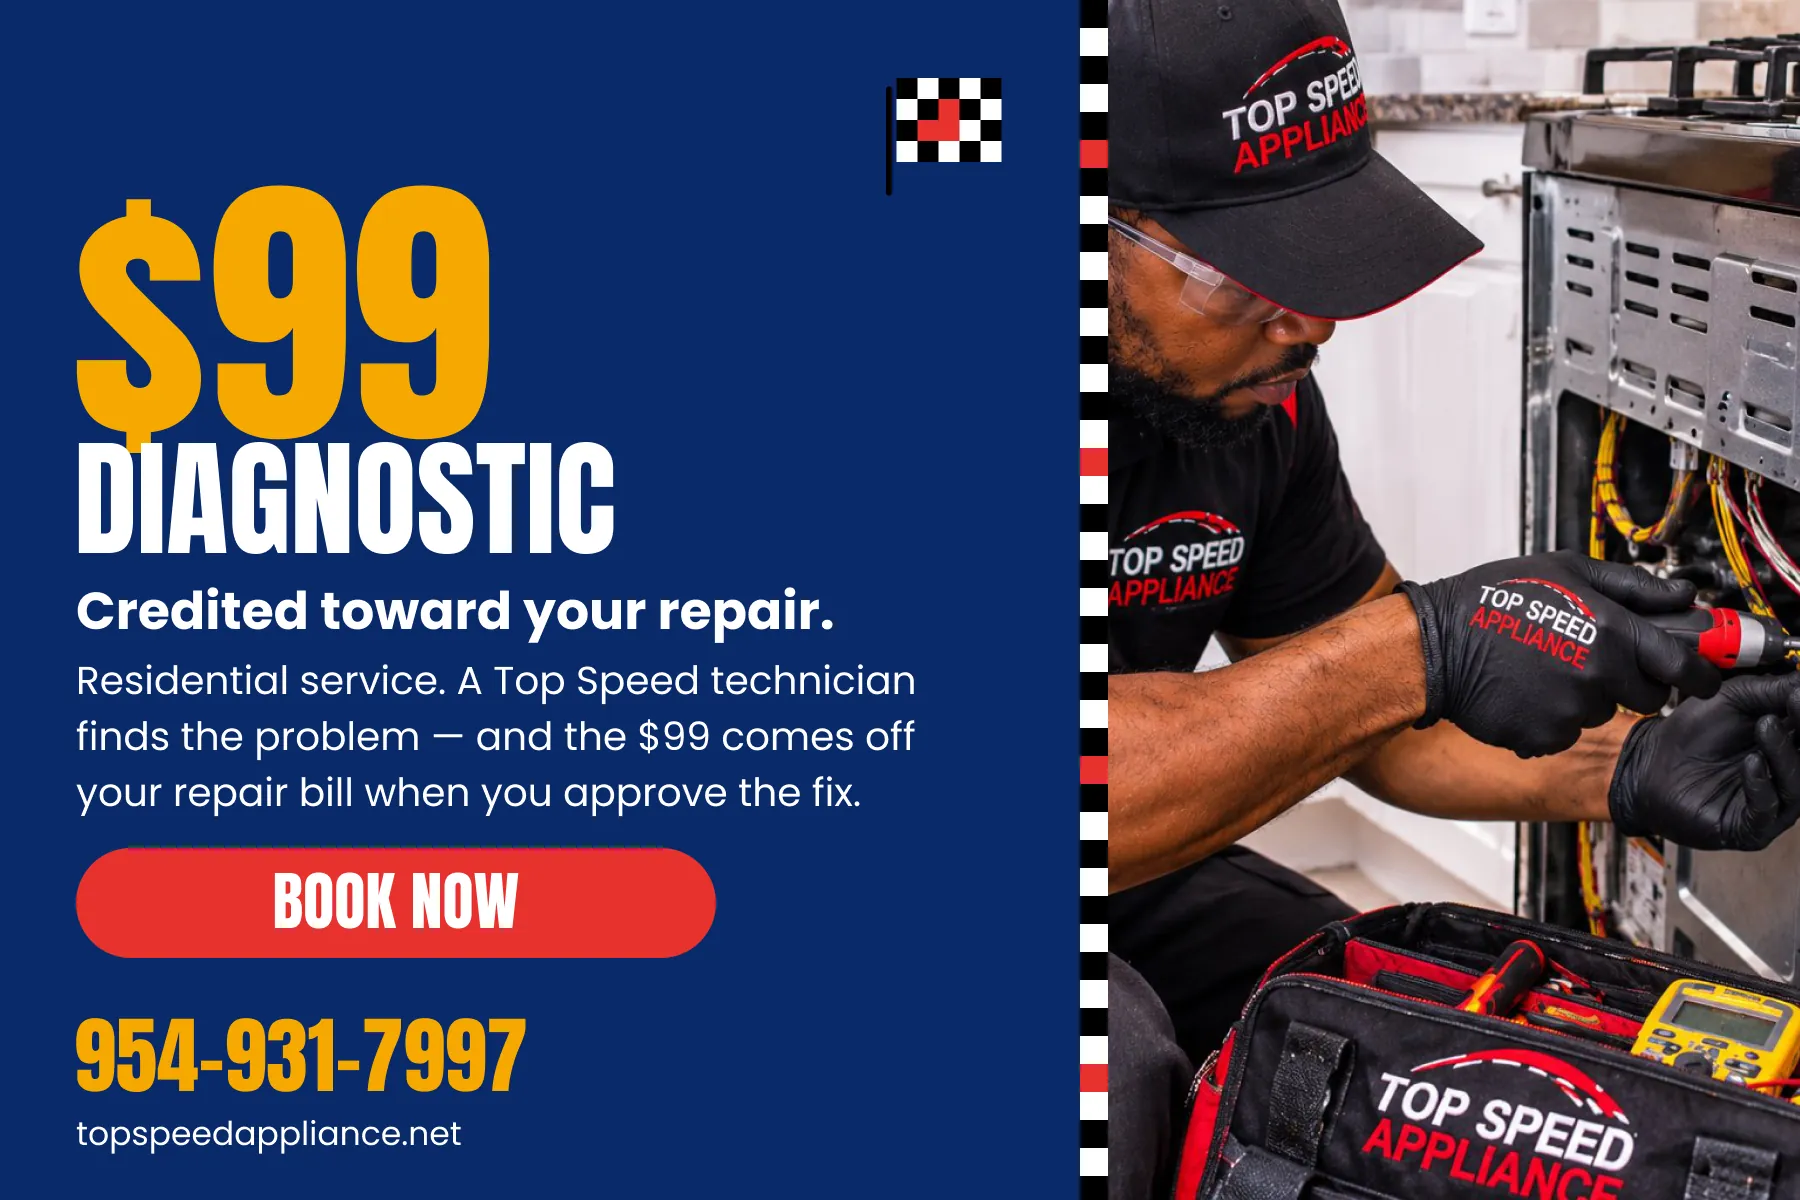 $99
DIAGNOSTIC
Credited toward your repair.
Residential service. A Top Speed technician
finds the problem — and the $99 comes off
your repair bill when you approve the fix.
BOOK NOW
954-931-7997
topspeedappliance.net
TOP SPEED
APPLIANCE
TOP SPEED
APPLIANCE
TOP SPEED
APPLIANCE
TOP SPEED
APPLIANCE